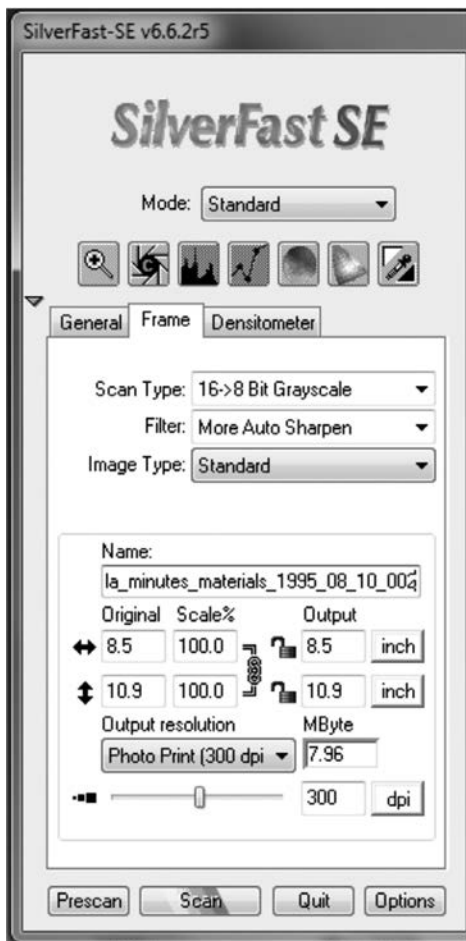 SilverFast-SE v6.6.2r5
SilverFast SE
Mode: Standard
General Frame Densitometer
Scan Type: 16->8 Bit Grayscale
Filter: More Auto Sharpen
Image Type: Standard
Name:
la_minutes_materials_1995_08_10_002
Original Scale% Output
8.5 100.0 8.5 inch
10.9 100.0 10.9 inch
Output resolution MByte
Photo Print (300 dpi 7.96
300 dpi
Prescan Scan Quit Options